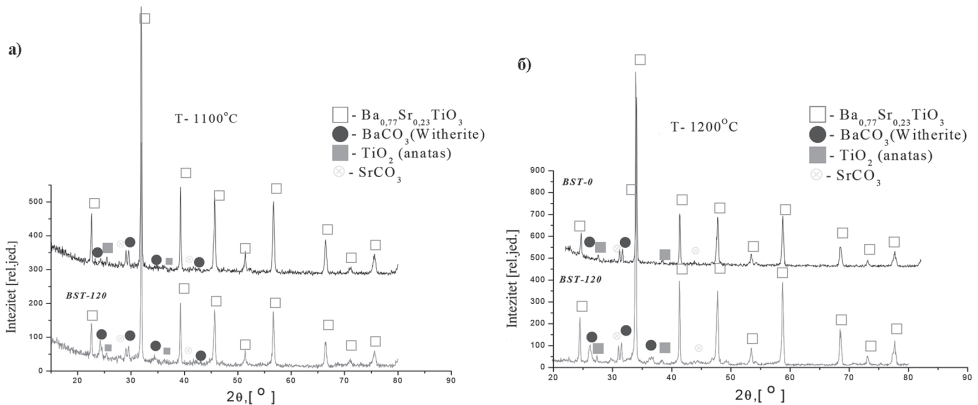 а)
T- 1100°C
- Ba0,77Sr0,23TiO3
- BaCO3(Witherite)
- TiO2 (anatas)
- SrCO3
Intezitet [rel.jed.]
500
400
300
200
100
0
BST-120
20
30
40
50
60
70
80
90
2θ,[ o ]
б)
T- 1200°C
- Ba0,77Sr0,23TiO3
- BaCO3(Witherite)
- TiO2 (anatas)
- SrCO3
Intezitet [rel.jed.]
900
800
700
600
500
400
300
200
100
0
BST-0
BST-120
20
30
40
50
60
70
80
90
2θ,[ o ]